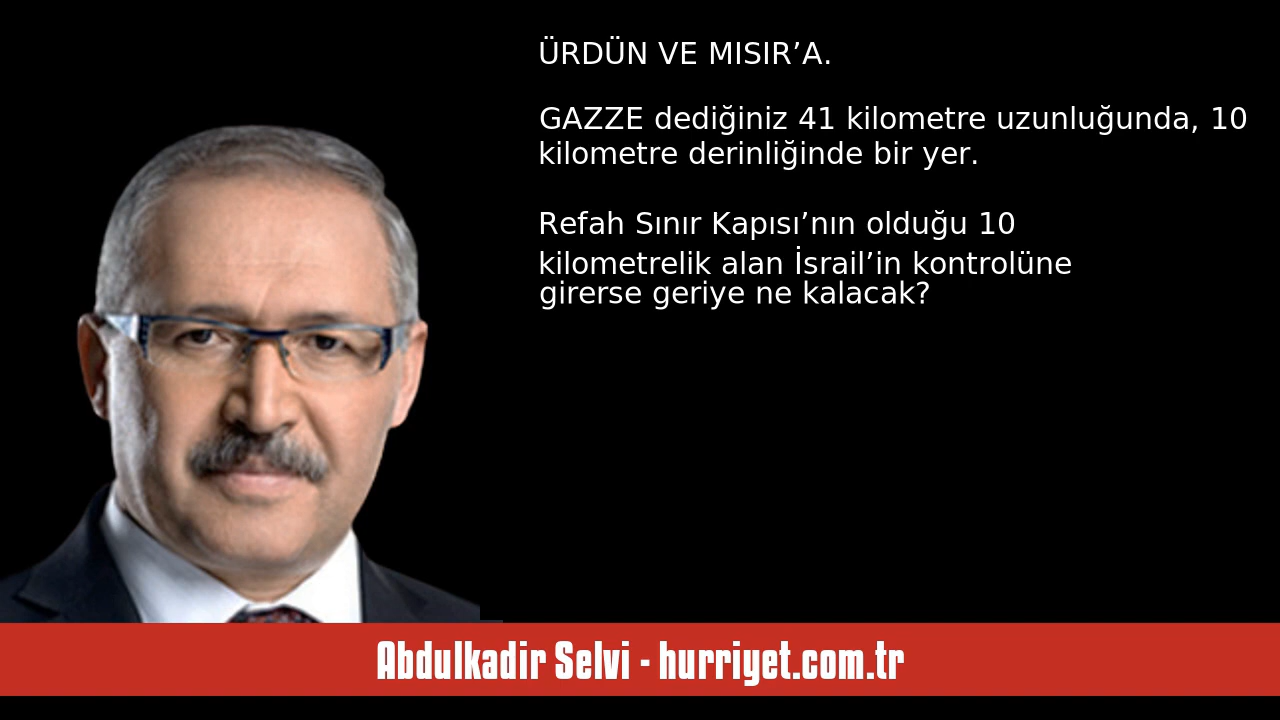 ÜRDÜN VE MISIR’A.
GAZZE dediğiniz 41 kilometre uzunluğunda, 10
kilometre derinliğinde bir yer.
Refah Sınır Kapısı’nın olduğu 10
kilometrelik alan İsrail’in kontrolüne
girerse geriye ne kalacak?
Abdulkadir Selvi - hurriyet.com.tr